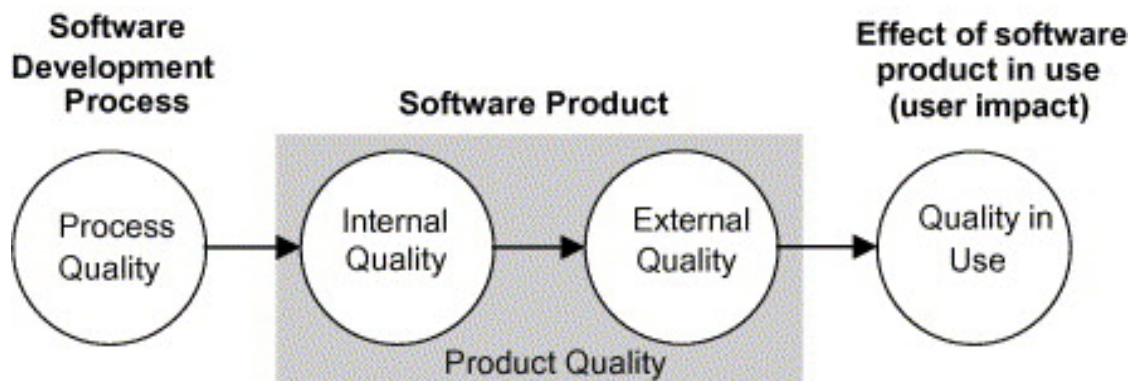 Software
Development
Process
Software Product
Effect of software
product in use
(user impact)
Process
Quality
Internal
Quality
External
Quality
Quality in
Use
Product Quality